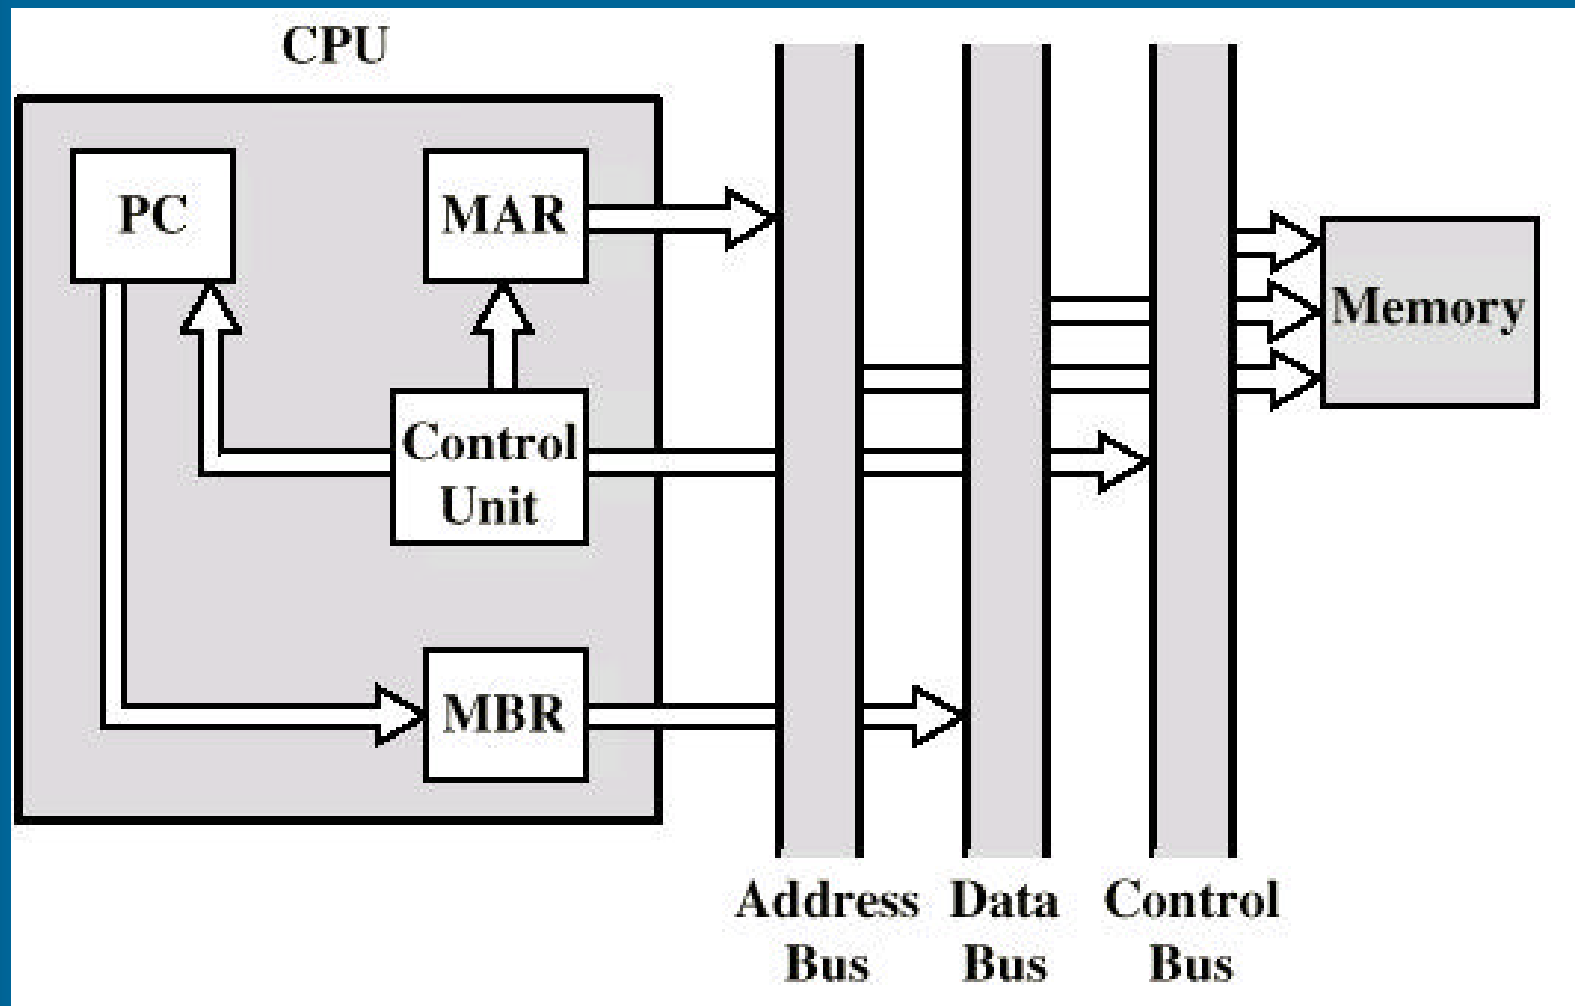 CPU
PC
MAR
Memory
Control
Unit
MBR
Address
Bus
Data
Bus
Control
Bus